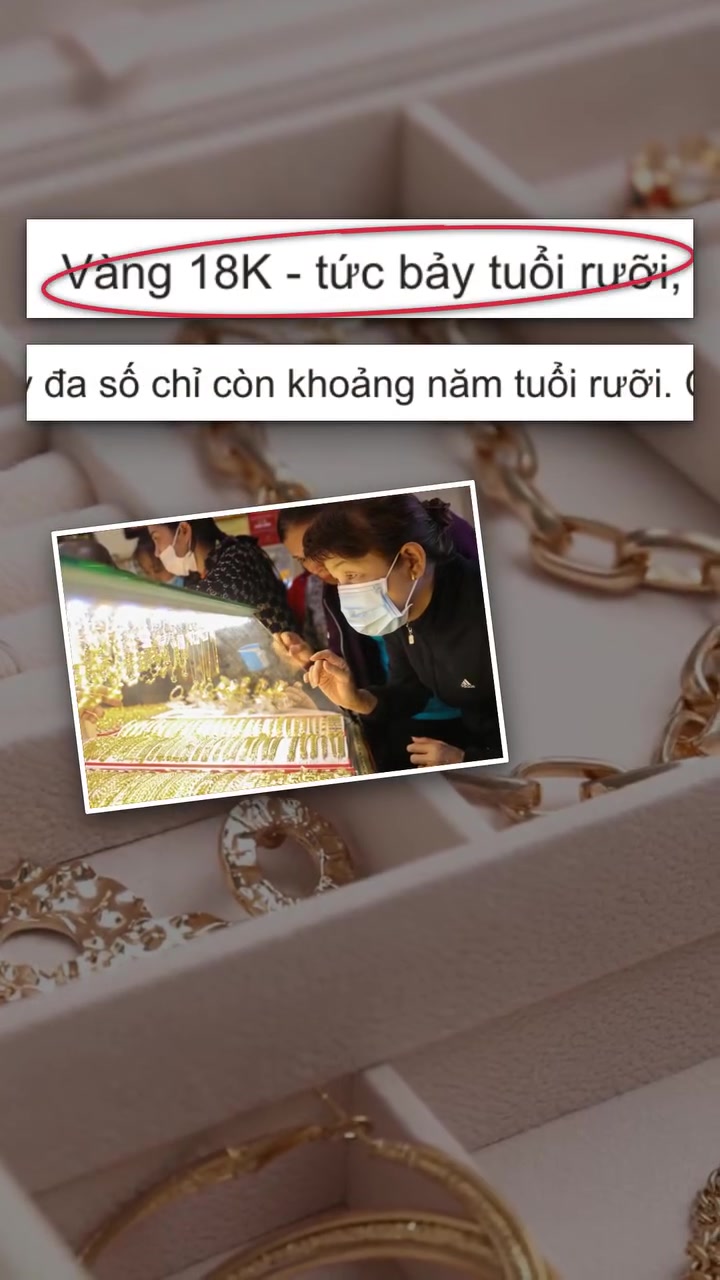 Vàng 18K - tức bảy tuổi rưỡi,
đa số chỉ còn khoảng năm tuổi rưỡi.